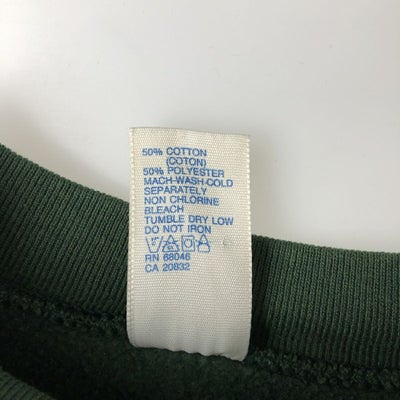 50% COTTON
(COTON)
50% POLYESTER
MACH-WASH-COLD
SEPARATELY
NON CHLORINE
BLEACH
TUMBLE DRY LOW
DO NOT IRON
RN 68046
CA 20832